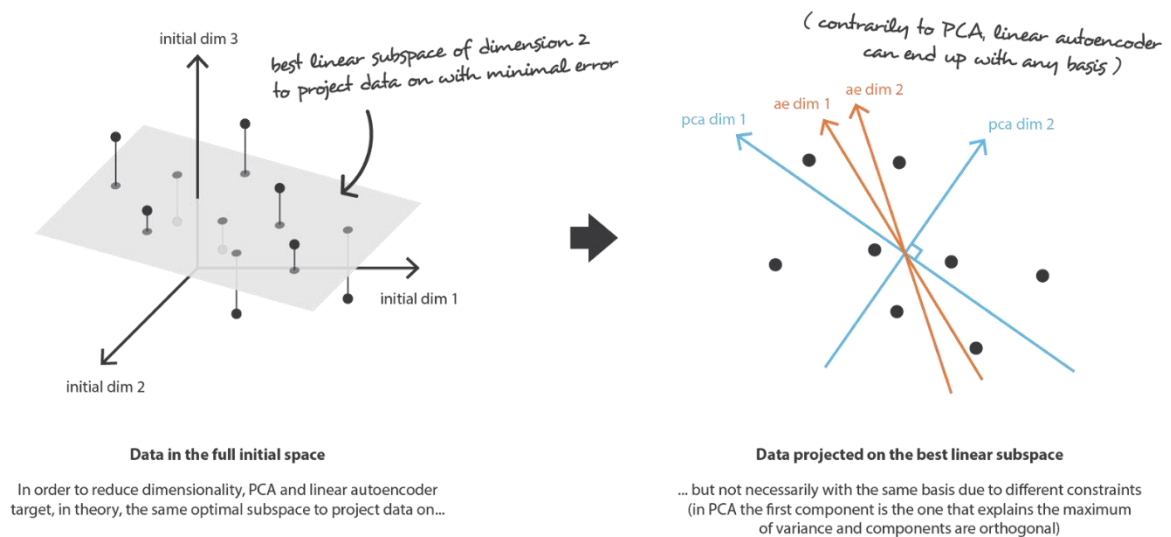 initial dim 3
best linear subspace of dimension 2
to project data on with minimal error
initial dim 1
initial dim 2
Data in the full initial space
In order to reduce dimensionality, PCA and linear autoencoder
target, in theory, the same optimal subspace to project data on...
( contrarily to PCA, linear autoencoder
can end up with any basis )
ae dim 2
ae dim 1
pca dim 1
pca dim 2
Data projected on the best linear subspace
... but not necessarily with the same basis due to different constraints
(in PCA the first component is the one that explains the maximum
of variance and components are orthogonal)